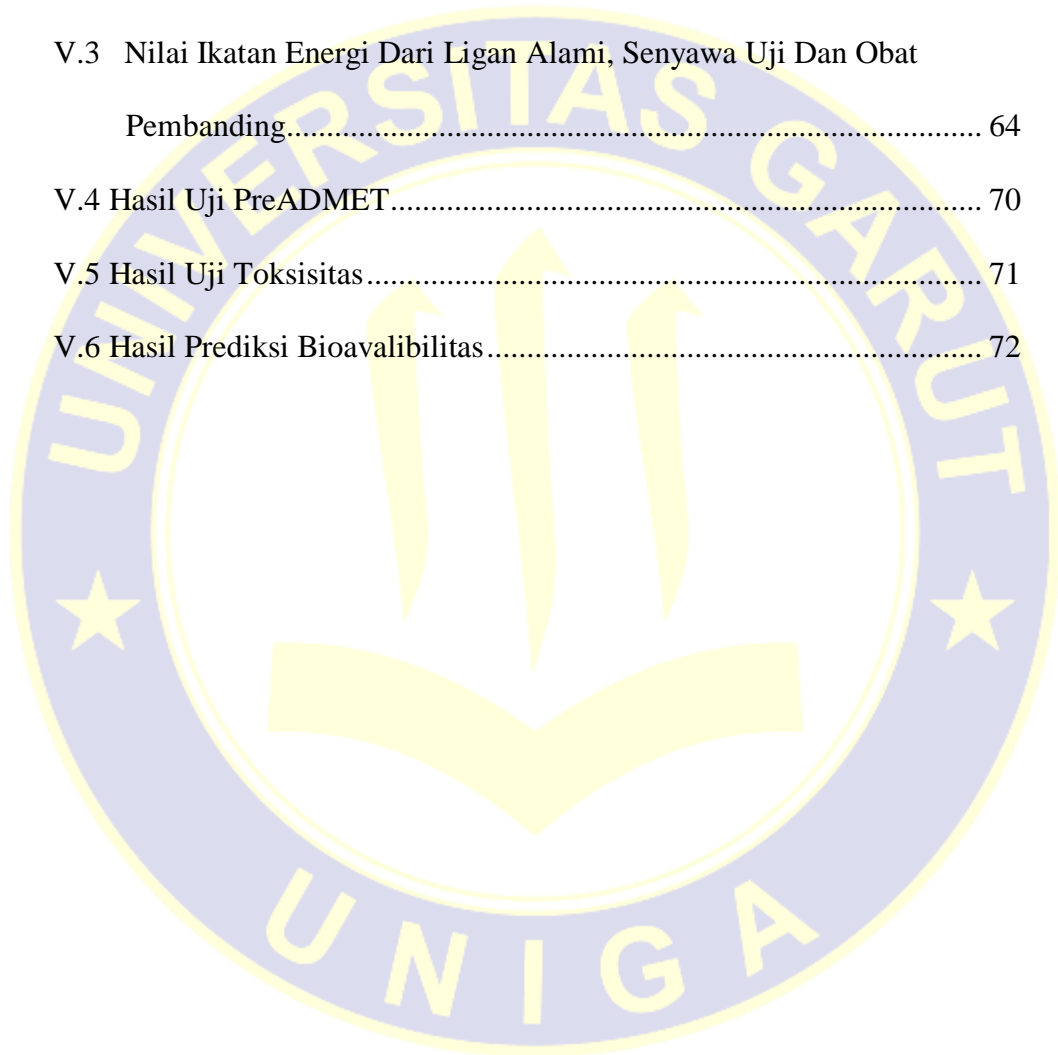 V.3 Nilai Ikatan Energi Dari Ligan Alami, Senyawa Uji Dan Obat
Pembanding........................................................................................ 64
V.4 Hasil Uji PreADMET.......................................................................... 70
V.5 Hasil Uji Toksisitas............................................................................. 71
V.6 Hasil Prediksi Bioavalibilitas.............................................................. 72
UNIVERSITAS GARUT
UNIGA